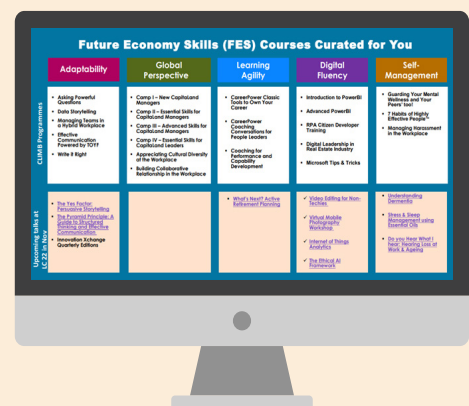 Future Economy Skills (FES) Courses Curated for You
Adaptability
Global
Perspective
Learning
Agility
Digital
Fluency
Self-
Management
CLIMB Programmes
• Asking Powerful
Questions
• Data Storytelling
• Managing Teams in
a Hybrid Workplace
• Effective
Communication
Powered by TOFF
• Write it Right
• Camp I – New CapitaLand
Managers
• Camp II – Essential Skills for
CapitaLand Managers
• Camp III – Advanced Skills for
CapitaLand Managers
• Camp IV – Essential Skills for
CapitaLand Leaders
• Appreciating Cultural Diversity
at the Workplace
• Building Collaborative
Relationship in the Workplace
• CareerPower Classic
Tools to Own Your
Career
• CareerPower
Coaching
Conversations for
People Leaders
• Coaching for
Performance and
Capability
Development
• Introduction to PowerBI
• Advanced PowerBI
• RPA Citizen Developer
Training
• Digital Leadership in
Real Estate Industry
• Microsoft Tips & Tricks
• Guarding Your Mental
Wellness and Your
Peers' too!
• 7 Habits of Highly
Effective People™
• Managing Harassment
in the Workplace
Upcoming talks at
LC 22 in Nov
• The Yes Factor:
Persuasive Storytelling
• The Pyramid Principle: A
Guide to Structured
Thinking and Effective
Communication
• Innovation Xchange
Quarterly Editions
• What's Next? Active
Retirement Planning
✓ Video Editing for Non-
Techies
✓ Virtual Mobile
Photography
Workshop
✓ Internet of Things
Analytics
✓ The Ethical AI
Framework
• Understanding
Dermentia
• Stress & Sleep
Management using
Essential Oils
• Do you Hear What I
hear: Hearing Loss at
Work & Ageing